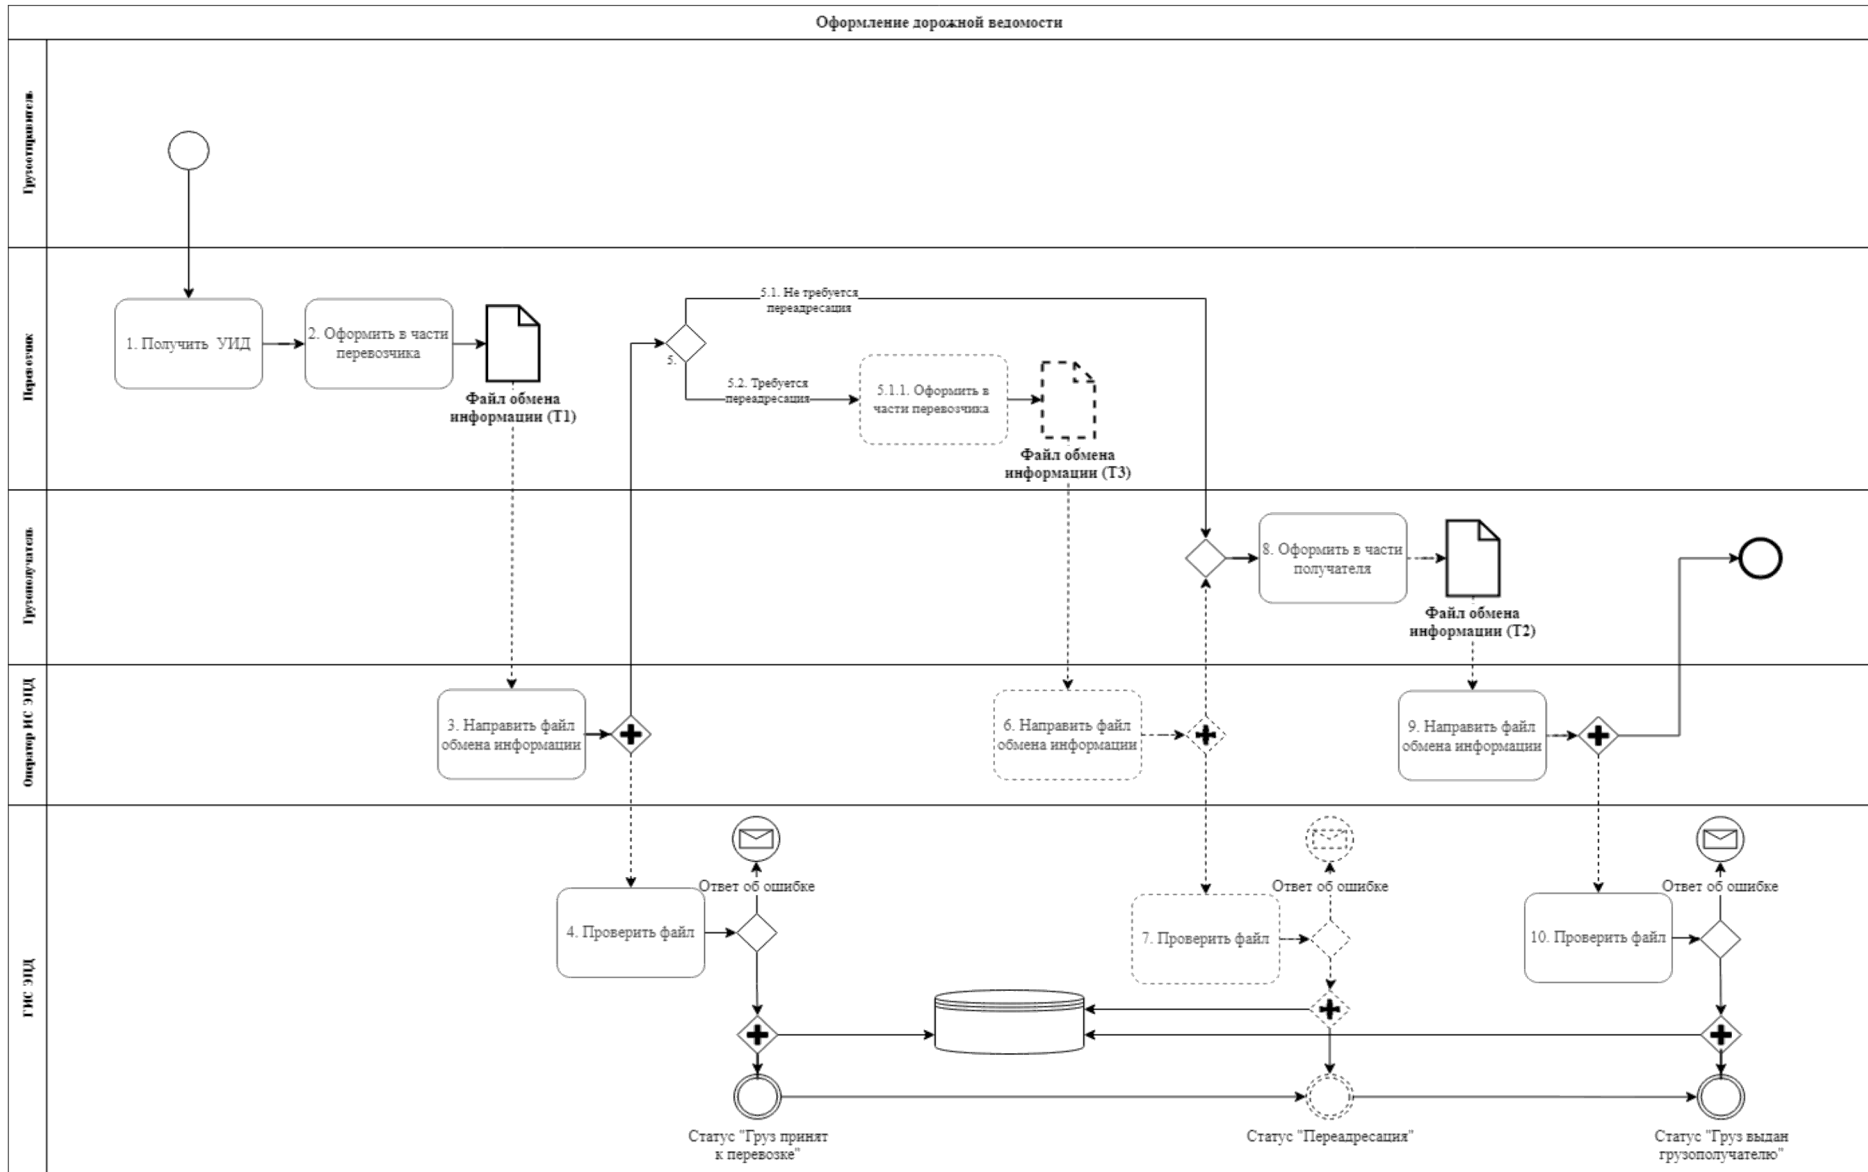 Оформление дорожной ведомости
Грузоотправитель
Перевозчик
1. Получить УИД
2. Оформить в части
перевозчика
Файл обмена
информации (Т1)
5.
5.1. Не требуется
переадресация
5.2. Требуется
переадресация
5.1.1. Оформить в
части перевозчика
Файл обмена
информации (Т3)
Грузополучатель
8. Оформить в части
получателя
Файл обмена
информации (Т2)
Оператор ИС ЭПД
3. Направить файл
обмена информации
6. Направить файл
обмена информации
9. Направить файл
обмена информации
ГИС ЭПД
Ответ об ошибке
Ответ об ошибке
Ответ об ошибке
4. Проверить файл
7. Проверить файл
10. Проверить файл
Статус "Груз принят
к перевозке"
Статус "Переадресация"
Статус "Груз выдан
грузополучателю"